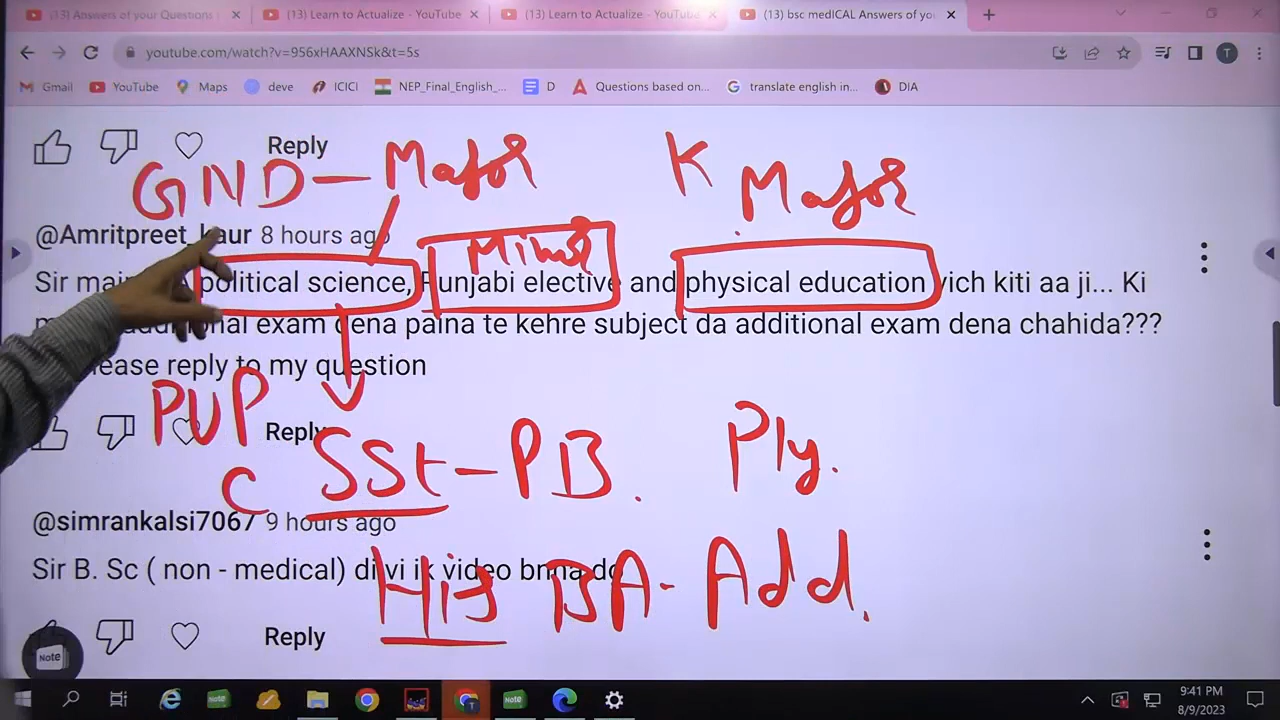 (13) Answers of your Questions
(13) Learn to Actualize - YouTube
(13) Learn to Actualize - YouTube
(13) bsc medICAL Answers of you
youtube.com/watch?v=956xHAAXNSk&t=5s
T
Gmail
YouTube
Maps
deve
ICICI
NEP_Final_English_...
D
Questions based on...
translate english in...
DIA
Reply
GND - Major
K Major
@Amritpreet_kaur 8 hours ago
Minor
Sir main political science, Punjabi elective and physical education vich kiti aa ji... Ki
additional exam dena paina te kehre subject da additional exam dena chahida???
please reply to my question
PUP
Reply
C SSt - PB.
Ply.
@simrankalsi7067 9 hours ago
Sir B. Sc ( non - medical) di vi ik video bnna do
His BA - Add.
Reply
Note
9:41 PM
8/9/2023